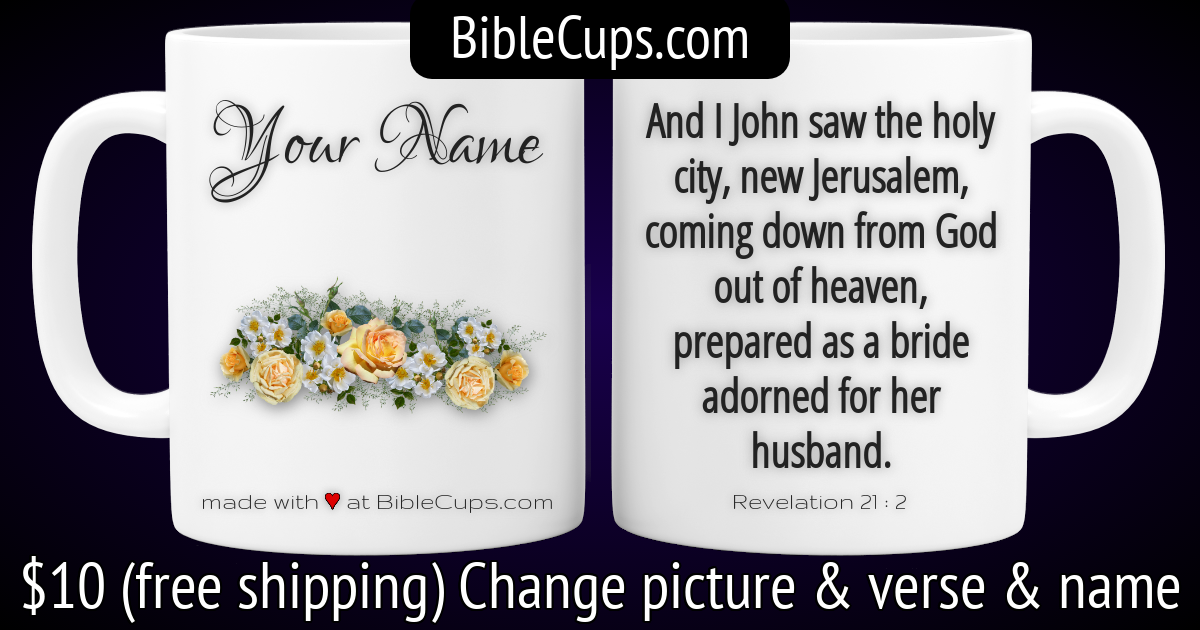 BibleCups.com
Your Name
made with ♥ at BibleCups.com
And I John saw the holy
city, new Jerusalem,
coming down from God
out of heaven,
prepared as a bride
adorned for her
husband.
Revelation 21 : 2
$10 (free shipping) Change picture & verse & name